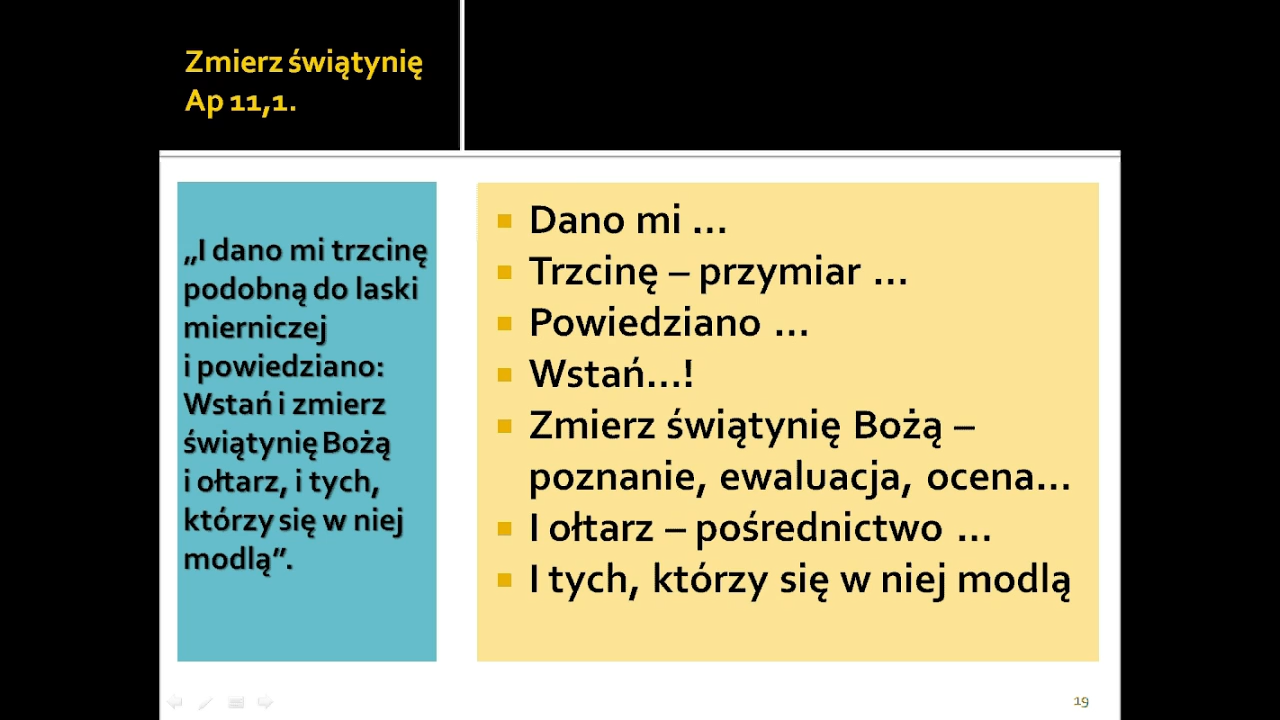 Zmierz świątynię
Ap 11,1.
„I dano mi trzcinę
podobną do laski
mierniczej
i powiedziano:
Wstań i zmierz
świątynię Bożą
i ołtarz, i tych,
którzy się w niej
modlą”.
Dano mi ...
Trzcinę – przymiar ...
Powiedziano ...
Wstań...!
Zmierz świątynię Bożą –
poznanie, ewaluacja, ocena...
I ołtarz – pośrednictwo ...
I tych, którzy się w niej modlą
19